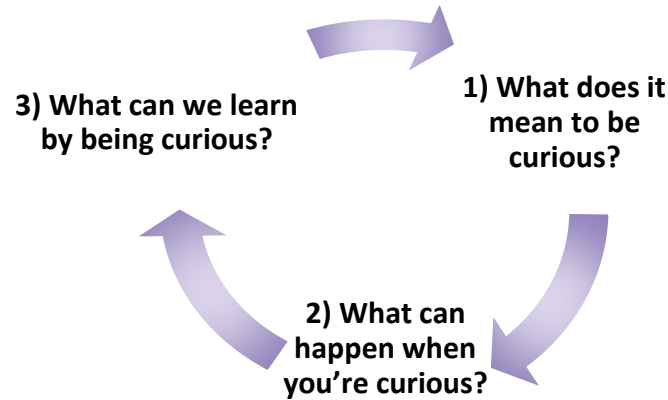 1) What does it
mean to be
curious?
2) What can
happen when
you’re curious?
3) What can we learn
by being curious?